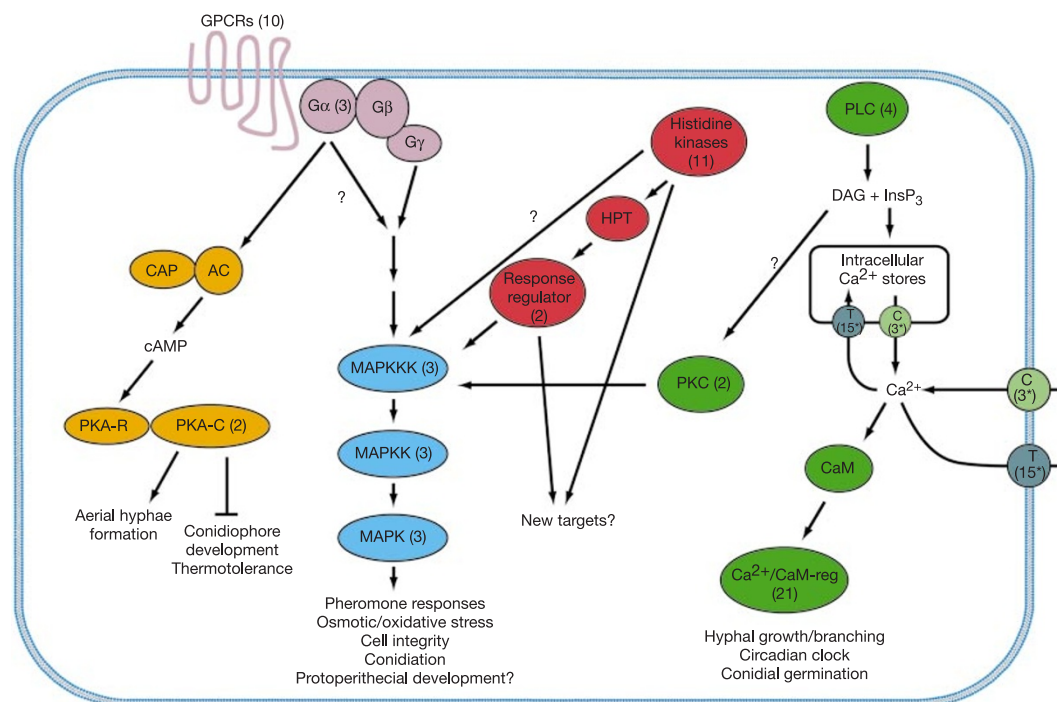 GPCRs (10)
Gα (3)
Gβ
Gγ
?
CAP
AC
cAMP
PKA-R
PKA-C (2)
Aerial hyphae
formation
Conidiophore
development
Thermotolerance
Histidine
kinases
(11)
?
HPT
Response
regulator
(2)
MAPKKK (3)
MAPKK (3)
MAPK (3)
Pheromone responses
Osmotic/oxidative stress
Cell integrity
Conidiation
Protoperithecial development?
New targets?
PLC (4)
DAG + InsP3
?
PKC (2)
Intracellular
Ca2+ stores
T
(15*)
C
(3*)
Ca2+
C
(3*)
T
(15*)
CaM
Ca2+/CaM-reg
(21)
Hyphal growth/branching
Circadian clock
Conidial germination